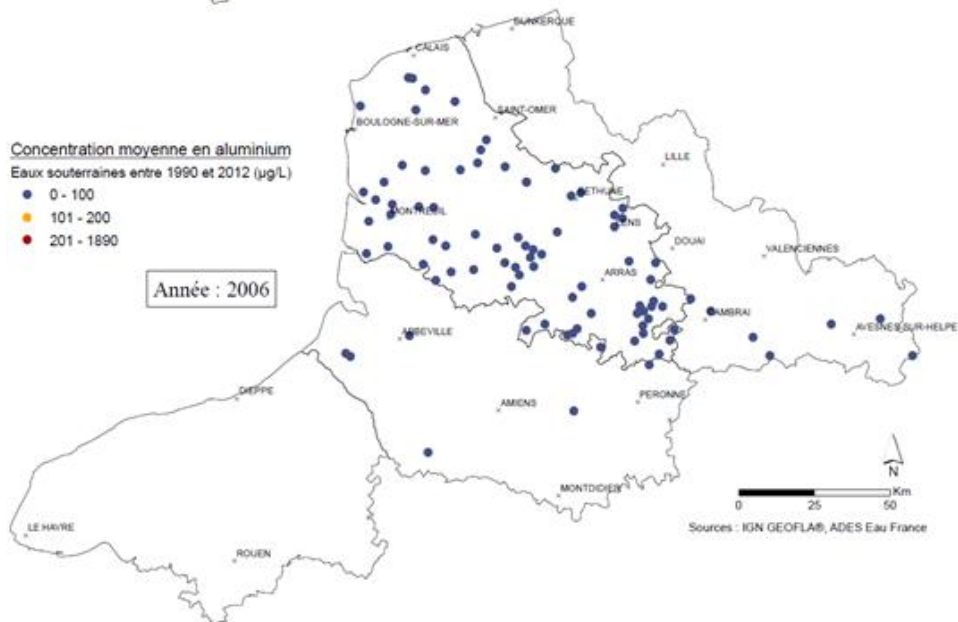 DUNKERQUE
CALAIS
SAINT-OMER
BOULOGNE-SUR-MER
Concentration moyenne en aluminium
Eaux souterraines entre 1990 et 2012 (µg/L)
0 - 100
101 - 200
201 - 1890
LILLE
BETHUNE
MONTREUIL
LENS
DOUAI
VALENCIENNES
Année : 2006
ARRAS
CAMBRAI
AVESNES-SUR-HELPE
ABBEVILLE
DIEPPE
AMIENS
PERONNE
N
MONTDIDIER
0 25 50 Km
Sources : IGN GEOFLA®, ADES Eau France
LE HAVRE
ROUEN